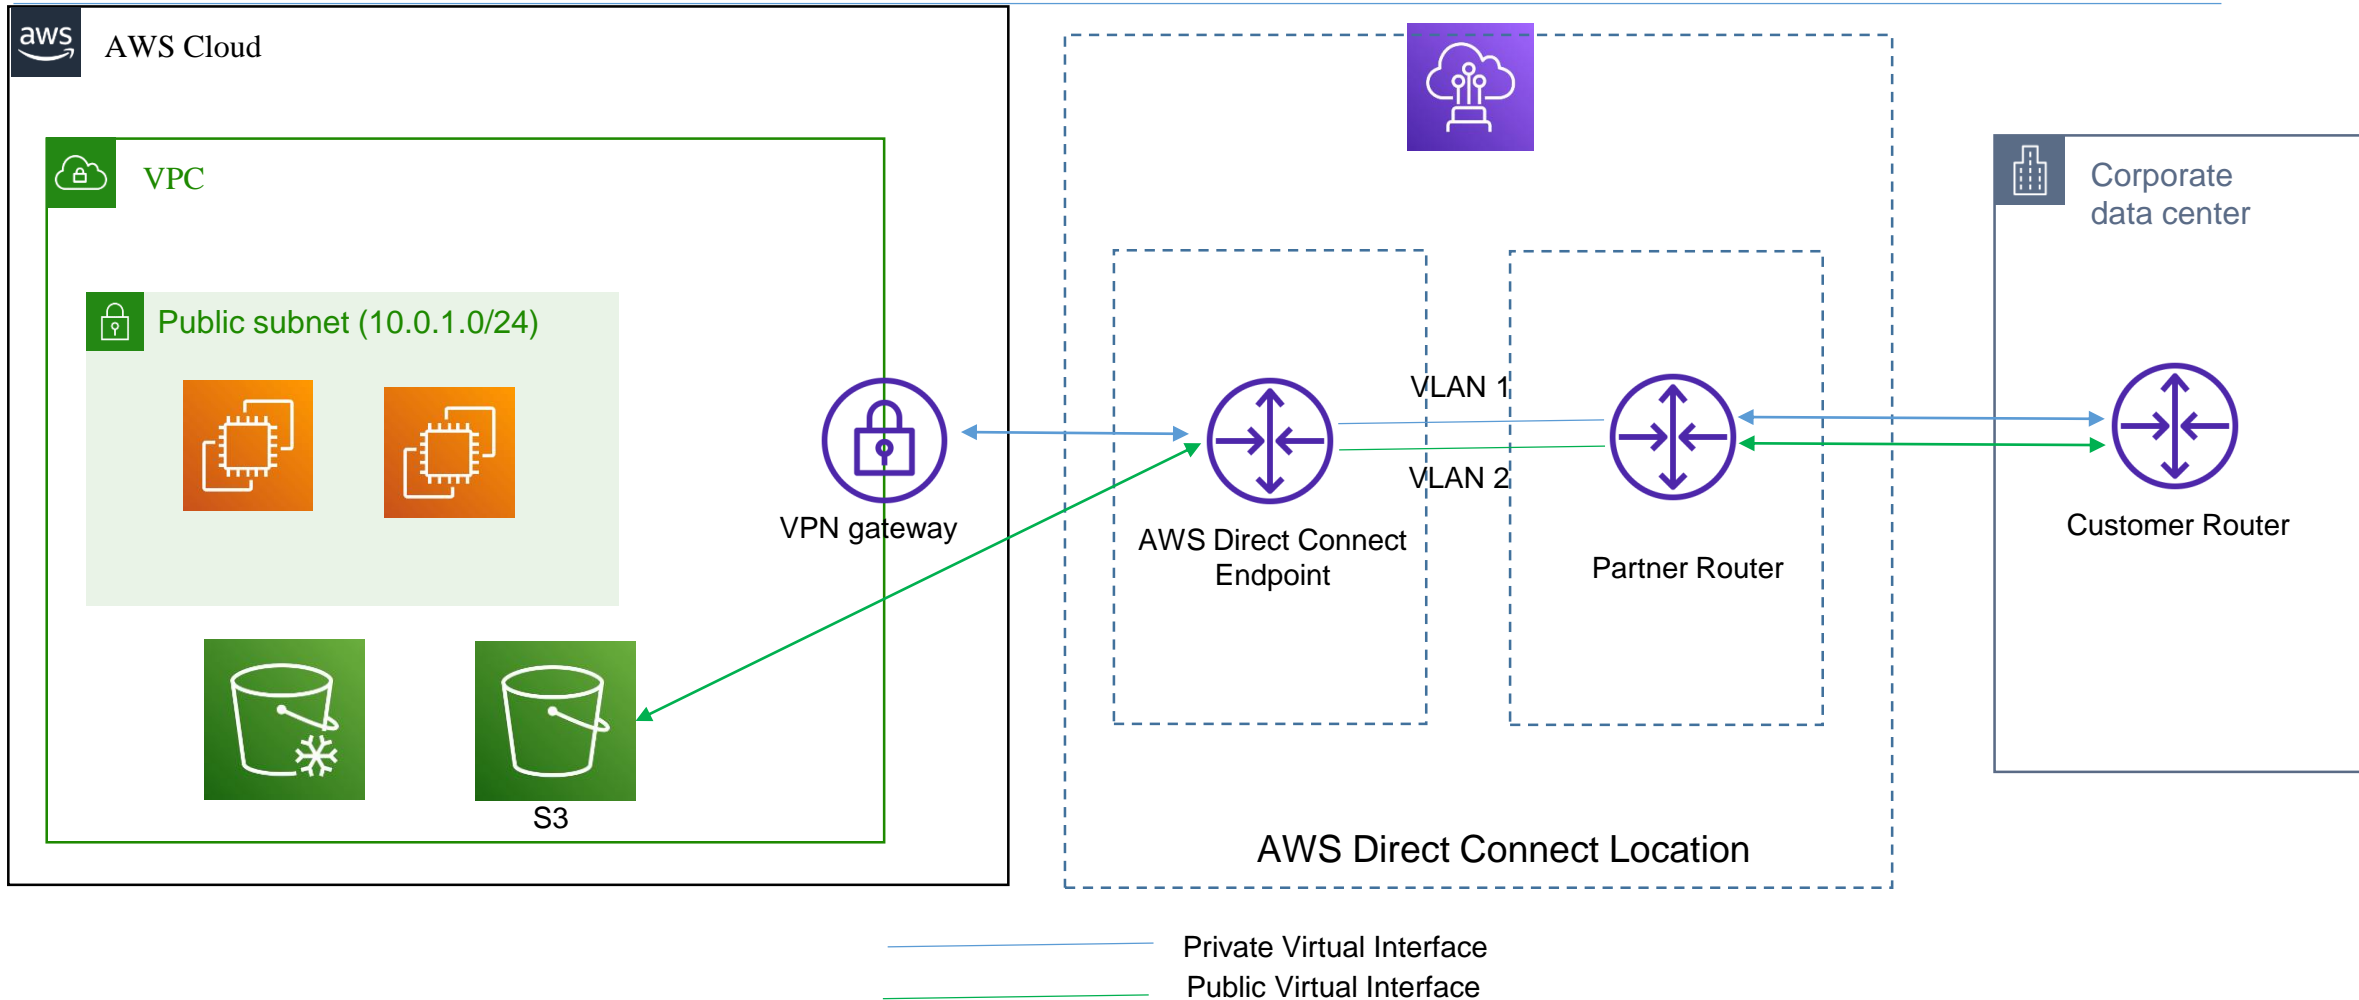 aws
AWS Cloud
VPC
Public subnet (10.0.1.0/24)
VPN gateway
S3
VLAN 1
VLAN 2
AWS Direct Connect
Endpoint
Partner Router
AWS Direct Connect Location
Corporate
data center
Customer Router
Private Virtual Interface
Public Virtual Interface